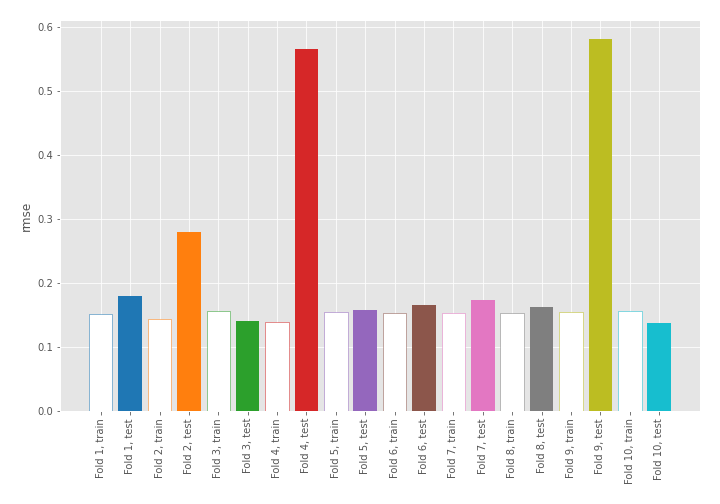 0.6
0.5
0.4
0.3
0.2
0.1
0.0
rmse
Fold 1, train
Fold 1, test
Fold 2, train
Fold 2, test
Fold 3, train
Fold 3, test
Fold 4, train
Fold 4, test
Fold 5, train
Fold 5, test
Fold 6, train
Fold 6, test
Fold 7, train
Fold 7, test
Fold 8, train
Fold 8, test
Fold 9, train
Fold 9, test
Fold 10, train
Fold 10, test